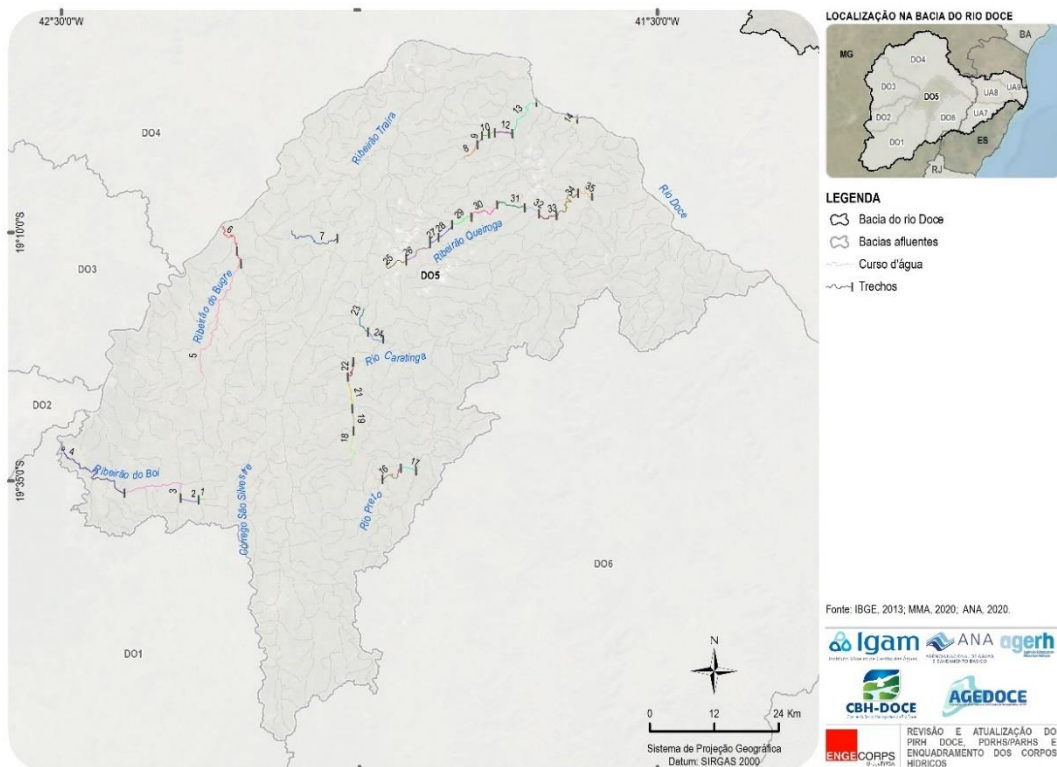 42°30'0"W
41°30'0"W
LOCALIZAÇÃO NA BACIA DO RIO DOCE
BA
MG
DO4
DO3
DO5
UA8
UA9
DO2
UA7
DO6
DO1
ES
RJ
LEGENDA
Bacia do rio Doce
Bacias afluentes
Curso d'água
Trechos
DO4
Ribeirão Traíra
8
9
10
12
13
14
Rio Doce
19°10'0"S
6
7
DO3
Ribeirão do Bugre
5
25
26
27
28
29
30
31
32
33
34
35
Ribeirão Queiroga
DO5
23
24
Rio Caratinga
22
21
19
18
DO2
4
Ribeirão do Boi
3
2
1
19°35'0"S
Córrego São Silvestre
16
17
Rio Preto
DO6
DO1
N
0 12 24 Km
Sistema de Projeção Geográfica
Datum: SIRGAS 2000
Fonte: IBGE, 2013; MMA, 2020; ANA, 2020.
Igam
ANA
agerh
CBH-DOCE
AGEDOCE
ENGECORPS
REVISÃO E ATUALIZAÇÃO DO
PIRH DOCE, PDRHS/PARHS E
ENQUADRAMENTO DOS CORPOS
HÍDRICOS